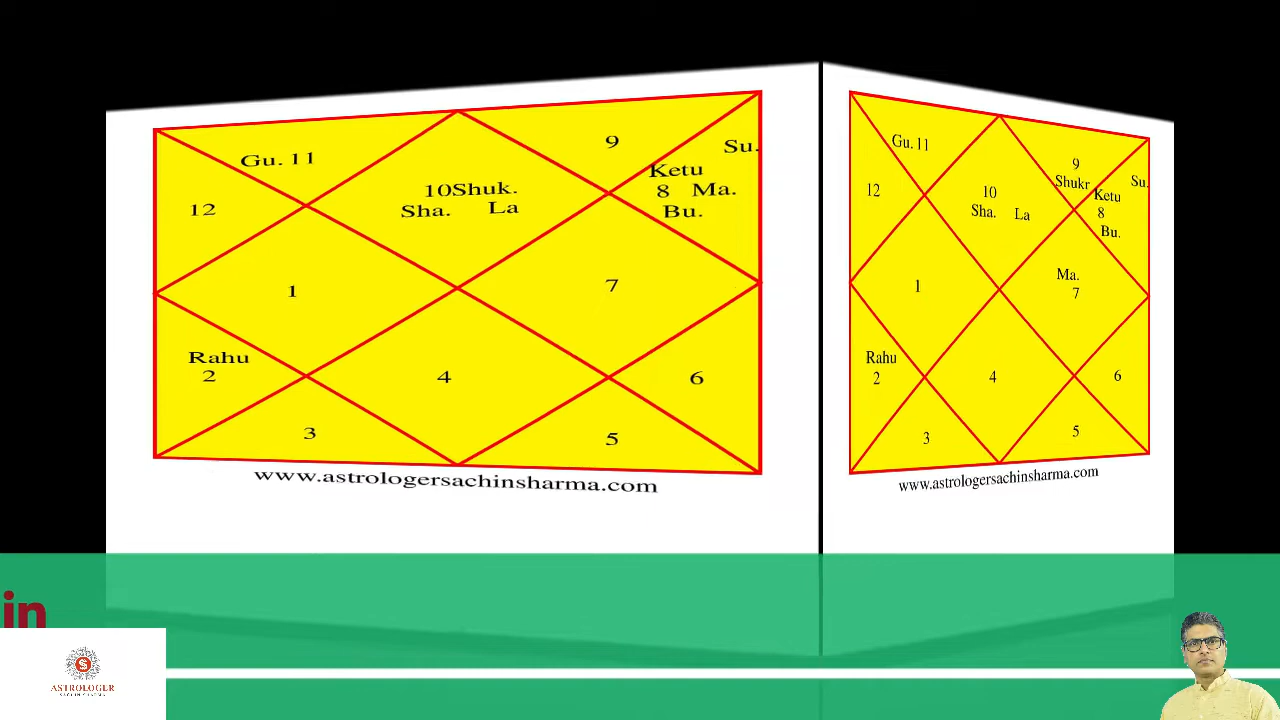 Gu. 11
9
Su.
12
10Shuk.
Sha. La
Ketu
8 Ma.
Bu.
1
7
Rahu
2
4
6
3
5
www.astrologersachinsharma.com
Gu. 11
9
Shukr
Su.
12
10
Sha. La
Ketu
8
Bu.
1
Ma.
7
Rahu
2
4
6
3
5
www.astrologersachinsharma.com
in
S
ASTROLOGER
SACHIN SHARMA